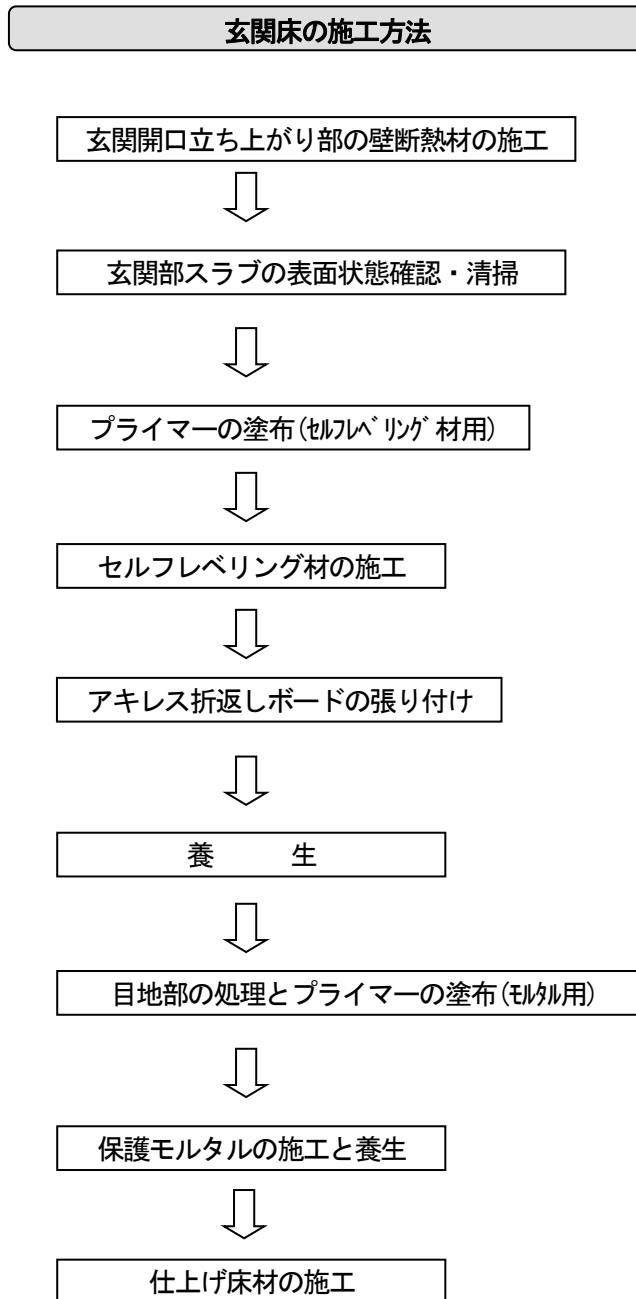 玄関床の施工方法
玄関開口立ち上がり部の壁断熱材の施工
玄関部スラブの表面状態確認・清掃
プライマーの塗布(ｾﾙﾌﾚﾍﾞﾘﾝｸﾞ材用)
セルフレベリング材の施工
アキレス折返しボードの張り付け
養　　　生
目地部の処理とプライマーの塗布(ﾓﾙﾀﾙ用)
保護モルタルの施工と養生
仕上げ床材の施工